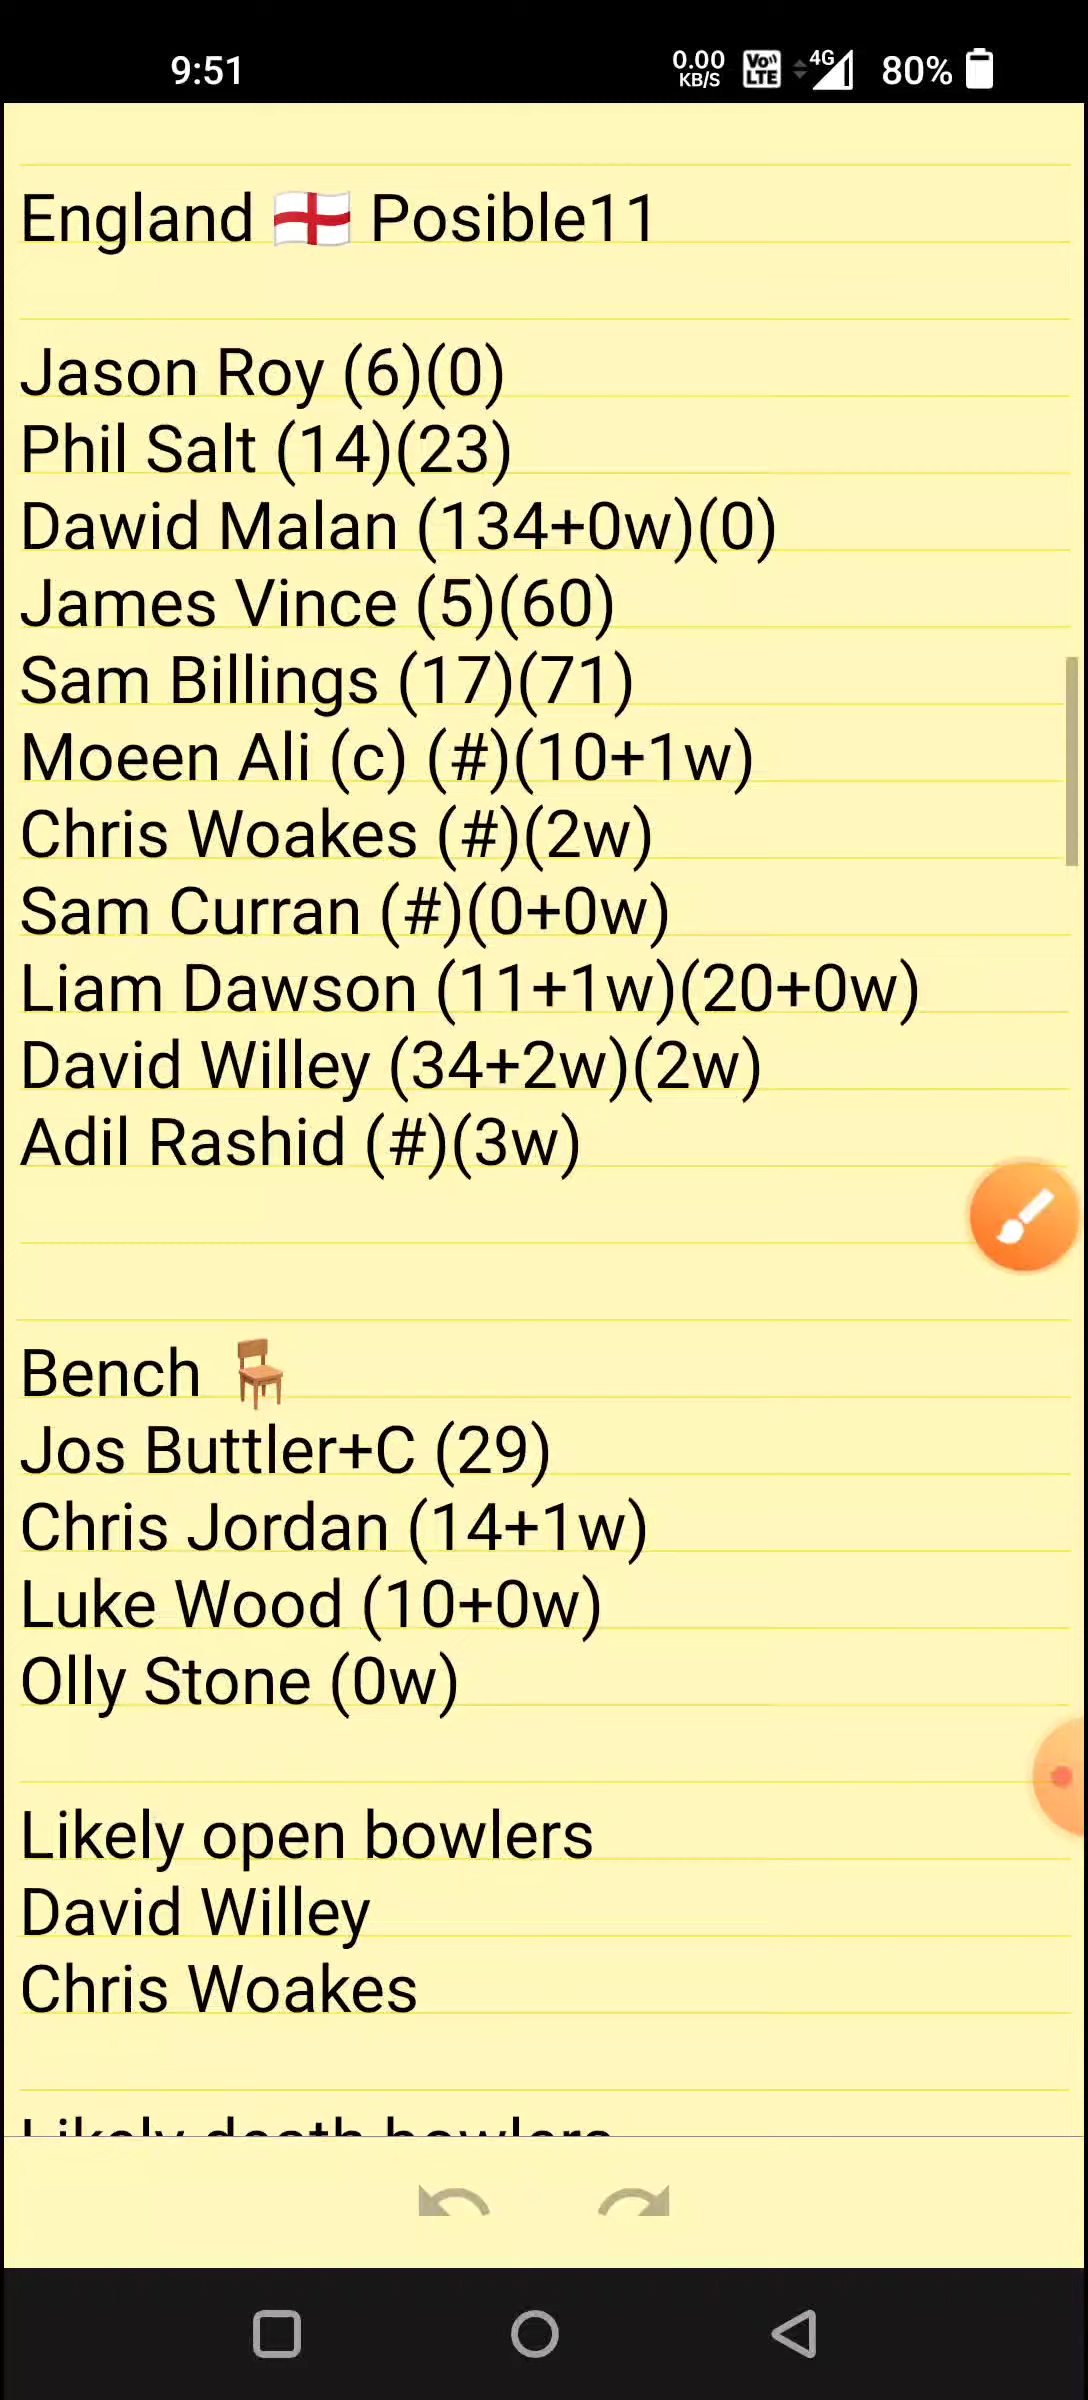 9:51 0.00 KB/S VoLTE 4G 80%
England 🏴󠁧󠁢󠁥󠁮󠁧󠁿 Posible11
Jason Roy (6)(0)
Phil Salt (14)(23)
Dawid Malan (134+0w)(0)
James Vince (5)(60)
Sam Billings (17)(71)
Moeen Ali (c) (#)(10+1w)
Chris Woakes (#)(2w)
Sam Curran (#)(0+0w)
Liam Dawson (11+1w)(20+0w)
David Willey (34+2w)(2w)
Adil Rashid (#)(3w)
Bench 🪑
Jos Buttler+C (29)
Chris Jordan (14+1w)
Luke Wood (10+0w)
Olly Stone (0w)
Likely open bowlers
David Willey
Chris Woakes
Likely death bowlers